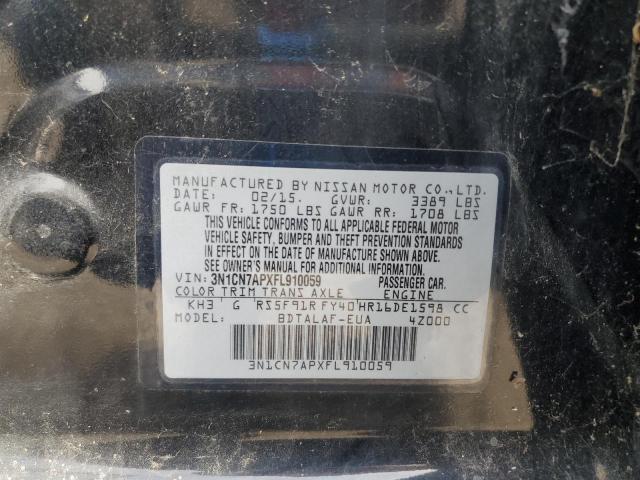 MANUFACTURED BY NISSAN MOTOR CO., LTD.
DATE: 02/15. GVWR: 3389 LBS
GAWR FR: 1750 LBS GAWR RR: 1708 LBS
THIS VEHICLE CONFORMS TO ALL APPLICABLE FEDERAL MOTOR
VEHICLE SAFETY, BUMPER AND THEFT PREVENTION STANDARDS
IN EFFECT ON THE DATE OF MANUFACTURE SHOWN ABOVE.
SEE OWNER'S MANUAL FOR ADDITIONAL INFORMATION
VIN: 3N1CN7APXFL910059 PASSENGER CAR.
COLOR TRIM TRANS AXLE ENGINE
KH3 G RS5F91R FY40 HR16DE1598 CC
MODEL: BDTALAF-EUA 4Z000
3N1CN7APXFL910059